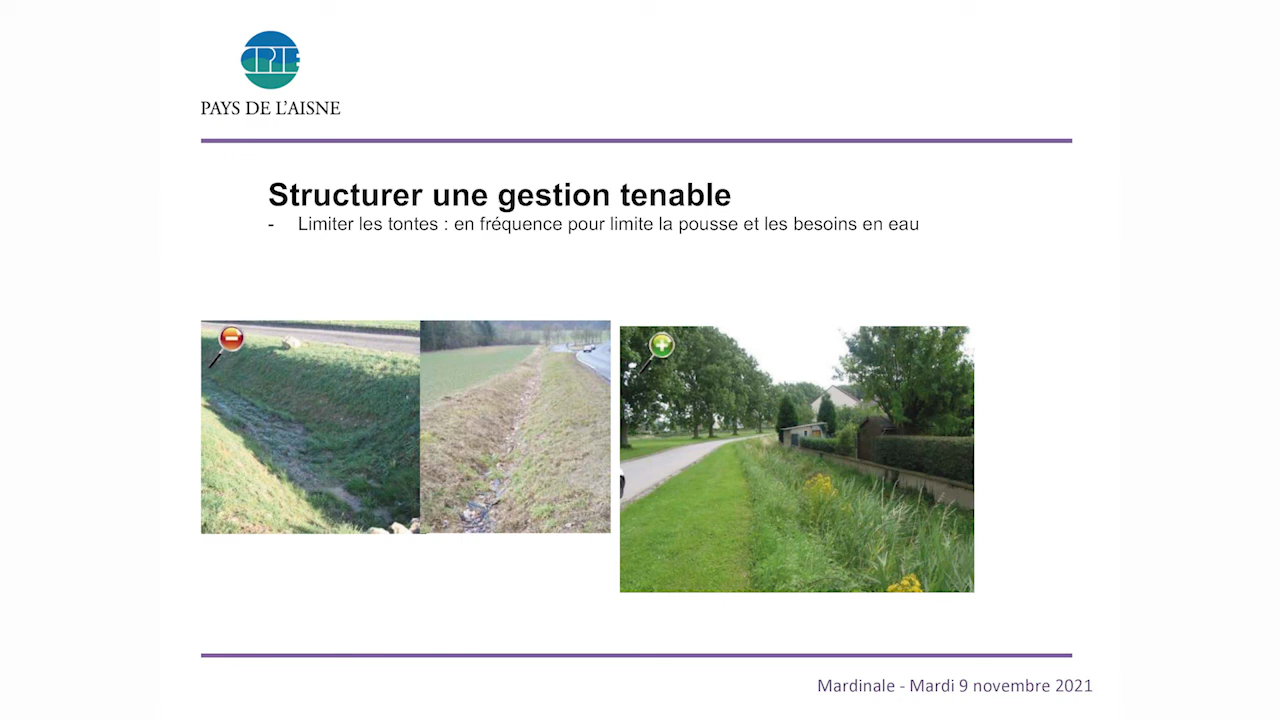 CPIE
PAYS DE L'AISNE
Structurer une gestion tenable
- Limiter les tontes : en fréquence pour limite la pousse et les besoins en eau
Mardinale - Mardi 9 novembre 2021